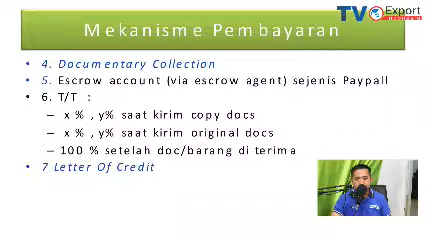 TV Export
Mekanisme Pembayaran
• 4. Documentary Collection
• 5. Escrow account (via escrow agent) sejenis Paypall
• 6. T/T :
– x % , y% saat kirim copy docs
– x % , y% saat kirim original docs
– 100 % setelah doc/barang di terima
• 7 Letter Of Credit